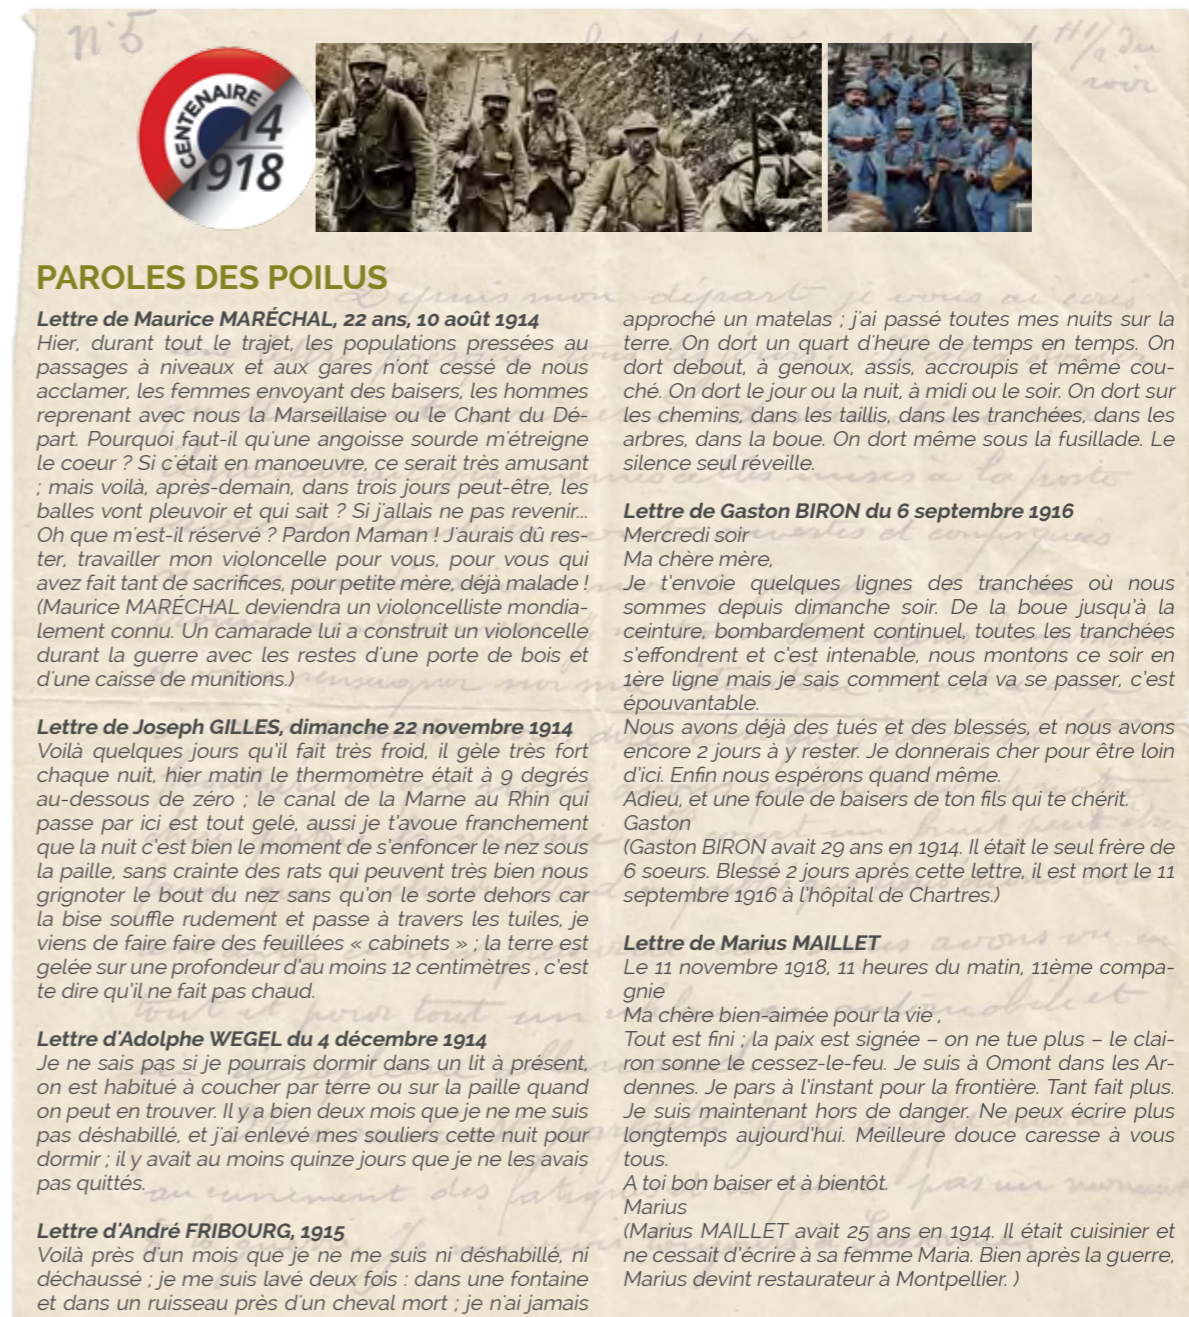 n°5
H 1/2 du
soir
CENTENAIRE
14
1918
PAROLES DES POILUS
Depuis mon départ je vous ai écris
Lettre de Maurice MARÉCHAL, 22 ans, 10 août 1914
Hier, durant tout le trajet, les populations pressées au
passages à niveaux et aux gares n'ont cessé de nous
acclamer, les femmes envoyant des baisers, les hommes
reprenant avec nous la Marseillaise ou le Chant du Dé-
part. Pourquoi faut-il qu'une angoisse sourde m'étreigne
le coeur ? Si c'était en manoeuvre, ce serait très amusant
; mais voilà, après-demain, dans trois jours peut-être, les
balles vont pleuvoir et qui sait ? Si j'allais ne pas revenir...
Oh que m'est-il réservé ? Pardon Maman ! J'aurais dû res-
ter, travailler mon violoncelle pour vous, pour vous qui
avez fait tant de sacrifices, pour petite mère, déjà malade !
(Maurice MARÉCHAL deviendra un violoncelliste mondia-
lement connu. Un camarade lui a construit un violoncelle
durant la guerre avec les restes d'une porte de bois et
d'une caisse de munitions.)
Lettre de Joseph GILLES, dimanche 22 novembre 1914
Voilà quelques jours qu'il fait très froid, il gèle très fort
chaque nuit, hier matin le thermomètre était à 9 degrés
au-dessous de zéro ; le canal de la Marne au Rhin qui
passe par ici est tout gelé, aussi je t'avoue franchement
que la nuit c'est bien le moment de s'enfoncer le nez sous
la paille, sans crainte des rats qui peuvent très bien nous
grignoter le bout du nez sans qu'on le sorte dehors car
la bise souffle rudement et passe à travers les tuiles, je
viens de faire faire des feuillées « cabinets » ; la terre est
gelée sur une profondeur d'au moins 12 centimètres , c'est
te dire qu'il ne fait pas chaud.
Lettre d'Adolphe WEGEL du 4 décembre 1914
Je ne sais pas si je pourrais dormir dans un lit à présent,
on est habitué à coucher par terre ou sur la paille quand
on peut en trouver. Il y a bien deux mois que je ne me suis
pas déshabillé, et j'ai enlevé mes souliers cette nuit pour
dormir ; il y avait au moins quinze jours que je ne les avais
pas quittés.
Lettre d'André FRIBOURG, 1915
Voilà près d'un mois que je ne me suis ni déshabillé, ni
déchaussé ; je me suis lavé deux fois : dans une fontaine
et dans un ruisseau près d'un cheval mort ; je n'ai jamais
approché un matelas ; j'ai passé toutes mes nuits sur la
terre. On dort un quart d'heure de temps en temps. On
dort debout, à genoux, assis, accroupis et même cou-
ché. On dort le jour ou la nuit, à midi ou le soir. On dort sur
les chemins, dans les taillis, dans les tranchées, dans les
arbres, dans la boue. On dort même sous la fusillade. Le
silence seul réveille.
Lettre de Gaston BIRON du 6 septembre 1916
Mercredi soir
Ma chère mère,
Je t'envoie quelques lignes des tranchées où nous
sommes depuis dimanche soir. De la boue jusqu'à la
ceinture, bombardement continuel, toutes les tranchées
s'effondrent et c'est intenable, nous montons ce soir en
1ère ligne mais je sais comment cela va se passer, c'est
épouvantable.
Nous avons déjà des tués et des blessés, et nous avons
encore 2 jours à y rester. Je donnerais cher pour être loin
d'ici. Enfin nous espérons quand même.
Adieu, et une foule de baisers de ton fils qui te chérit.
Gaston
(Gaston BIRON avait 29 ans en 1914. Il était le seul frère de
6 soeurs. Blessé 2 jours après cette lettre, il est mort le 11
septembre 1916 à l'hôpital de Chartres.)
Lettre de Marius MAILLET
Le 11 novembre 1918, 11 heures du matin, 11ème compa-
gnie
Ma chère bien-aimée pour la vie ,
Tout est fini ; la paix est signée – on ne tue plus – le clai-
ron sonne le cessez-le-feu. Je suis à Omont dans les Ar-
dennes. Je pars à l'instant pour la frontière. Tant fait plus.
Je suis maintenant hors de danger. Ne peux écrire plus
longtemps aujourd'hui. Meilleure douce caresse à vous
tous.
A toi bon baiser et à bientôt.
Marius
(Marius MAILLET avait 25 ans en 1914. Il était cuisinier et
ne cessait d'écrire à sa femme Maria. Bien après la guerre,
Marius devint restaurateur à Montpellier. )